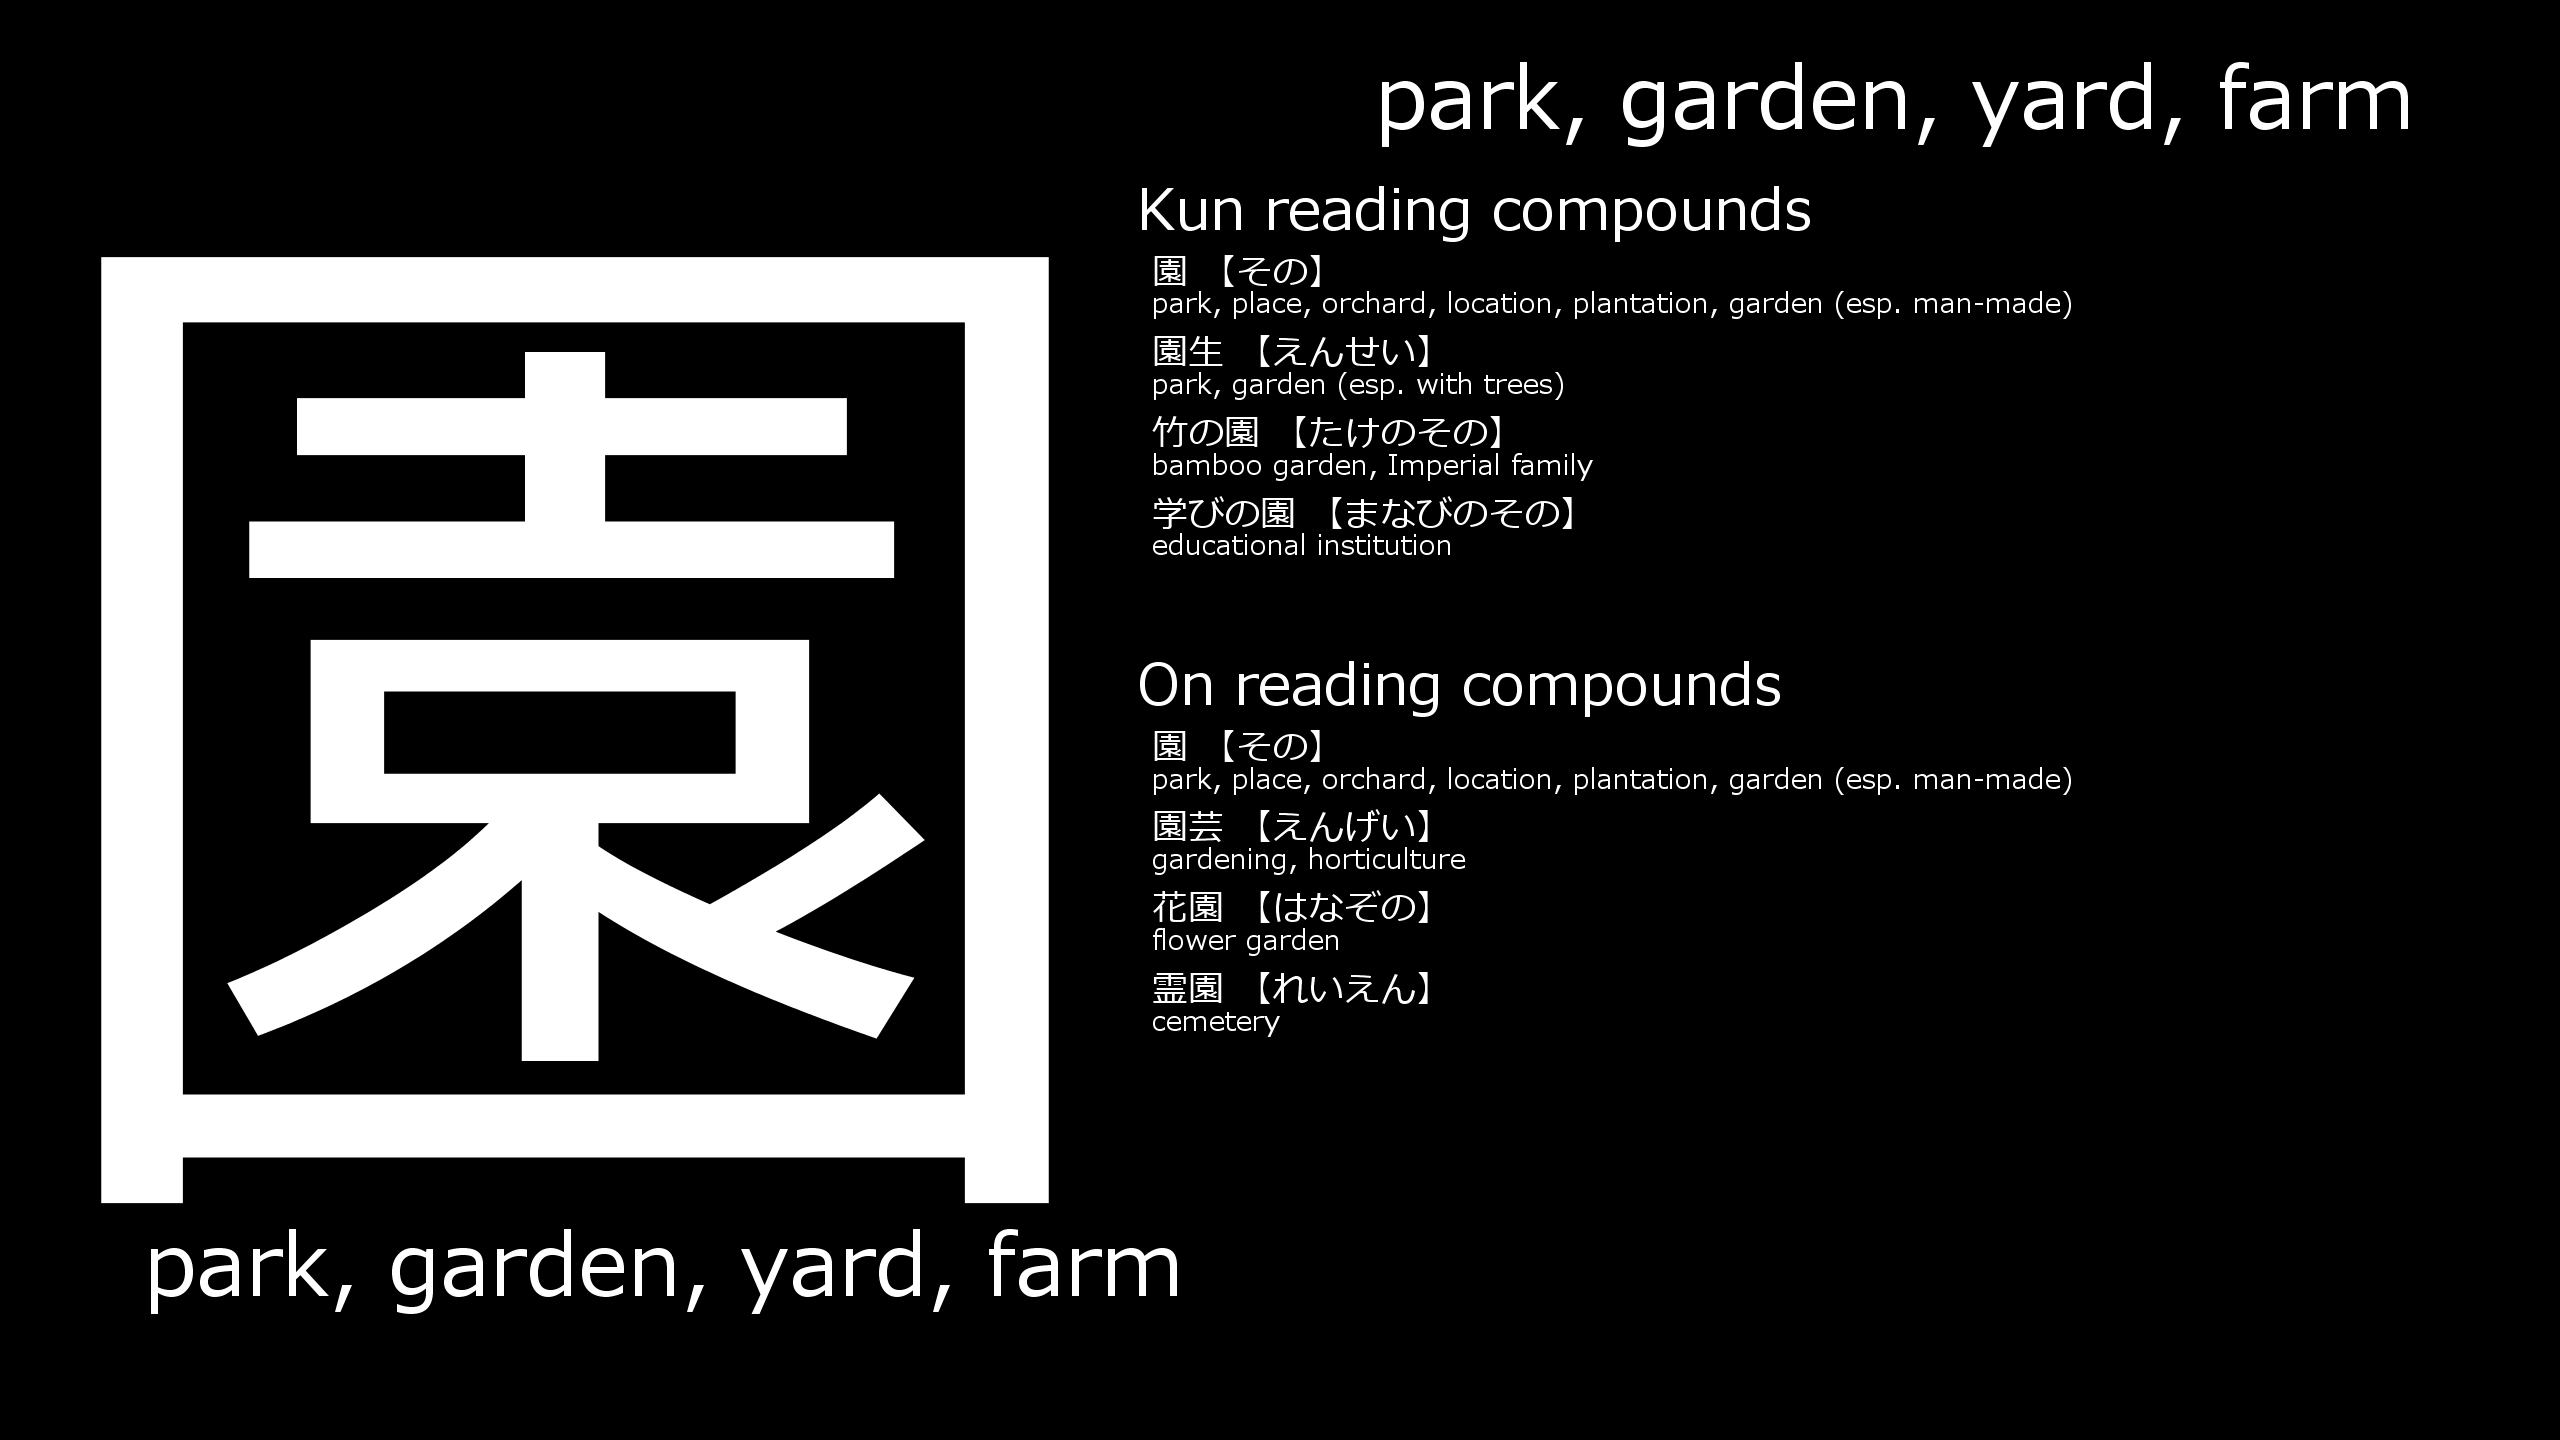 園
park, garden, yard, farm
park, garden, yard, farm
Kun reading compounds
園 【その】
park, place, orchard, location, plantation, garden (esp. man-made)
園生 【えんせい】
park, garden (esp. with trees)
竹の園 【たけのその】
bamboo garden, Imperial family
学びの園 【まなびのその】
educational institution
On reading compounds
園 【その】
park, place, orchard, location, plantation, garden (esp. man-made)
園芸 【えんげい】
gardening, horticulture
花園 【はなぞの】
flower garden
霊園 【れいえん】
cemetery